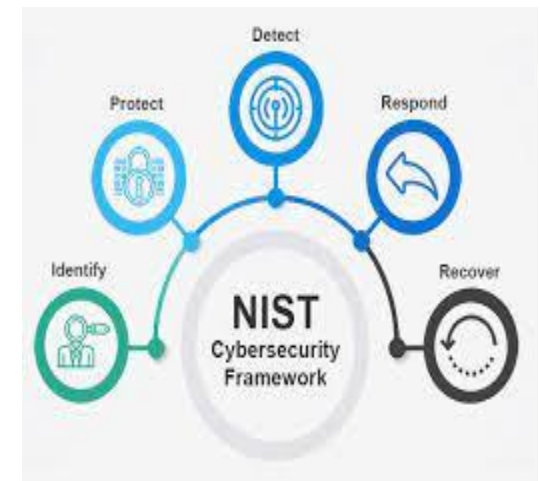 Detect
Protect
Respond
Identify
Recover
NIST
Cybersecurity
Framework